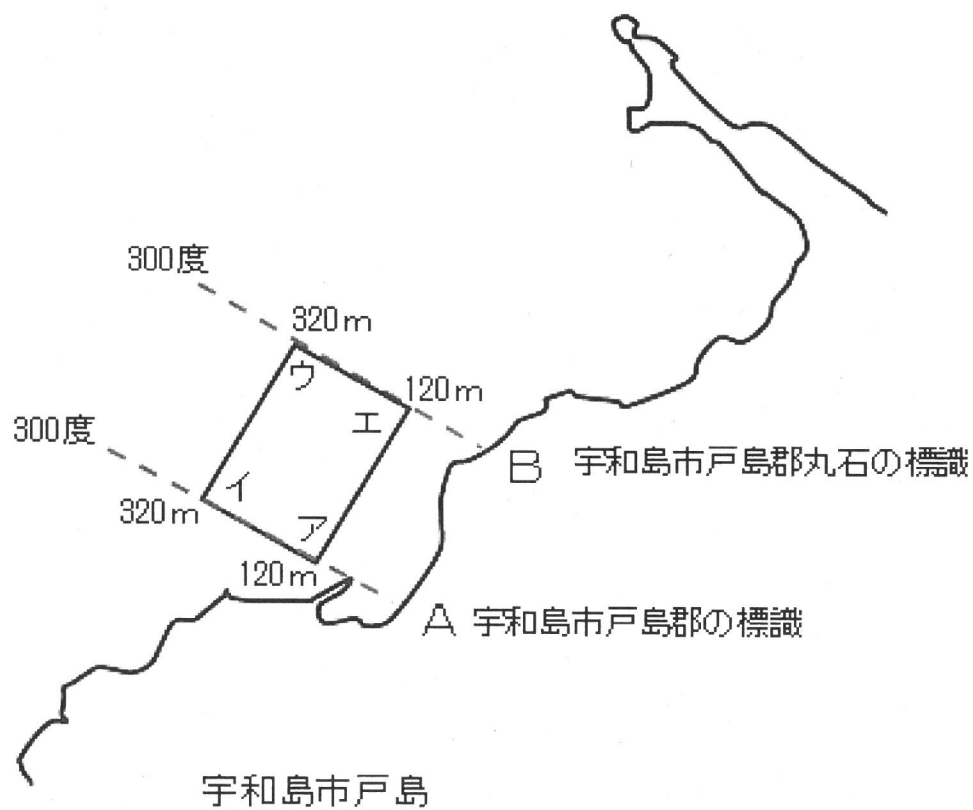 300度
320m
ウ
120m
エ
300度
イ
320m
ア
120m
B 宇和島市戸島郡丸石の標識
A 宇和島市戸島郡の標識
宇和島市戸島